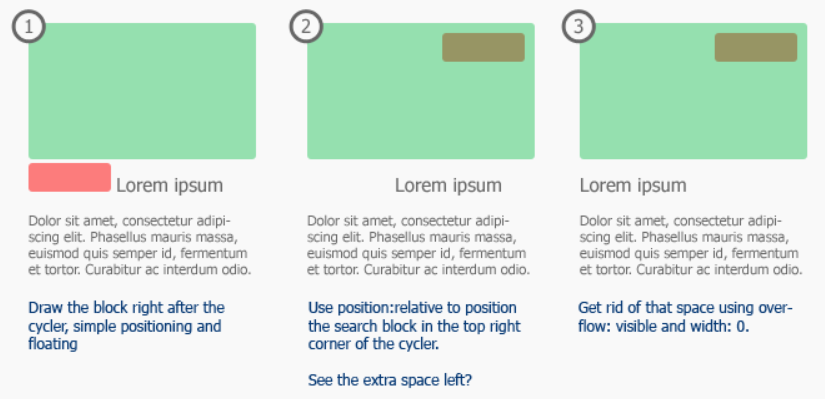 1
Lorem ipsum
Dolor sit amet, consectetur adipi-
scing elit. Phasellus mauris massa,
euismod quis semper id, fermentum
et tortor. Curabitur ac interdum odio.
Draw the block right after the
cycler, simple positioning and
floating
2
Lorem ipsum
Dolor sit amet, consectetur adipi-
scing elit. Phasellus mauris massa,
euismod quis semper id, fermentum
et tortor. Curabitur ac interdum odio.
Use position:relative to position
the search block in the top right
corner of the cycler.
See the extra space left?
3
Lorem ipsum
Dolor sit amet, consectetur adipi-
scing elit. Phasellus mauris massa,
euismod quis semper id, fermentum
et tortor. Curabitur ac interdum odio.
Get rid of that space using over-
flow: visible and width: 0.